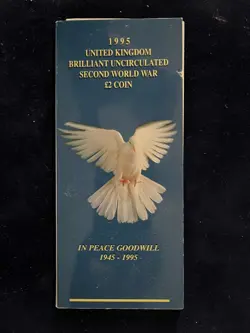 1995
UNITED KINGDOM
BRILLIANT UNCIRCULATED
SECOND WORLD WAR
£2 COIN
IN PEACE GOODWILL
1945 - 1995